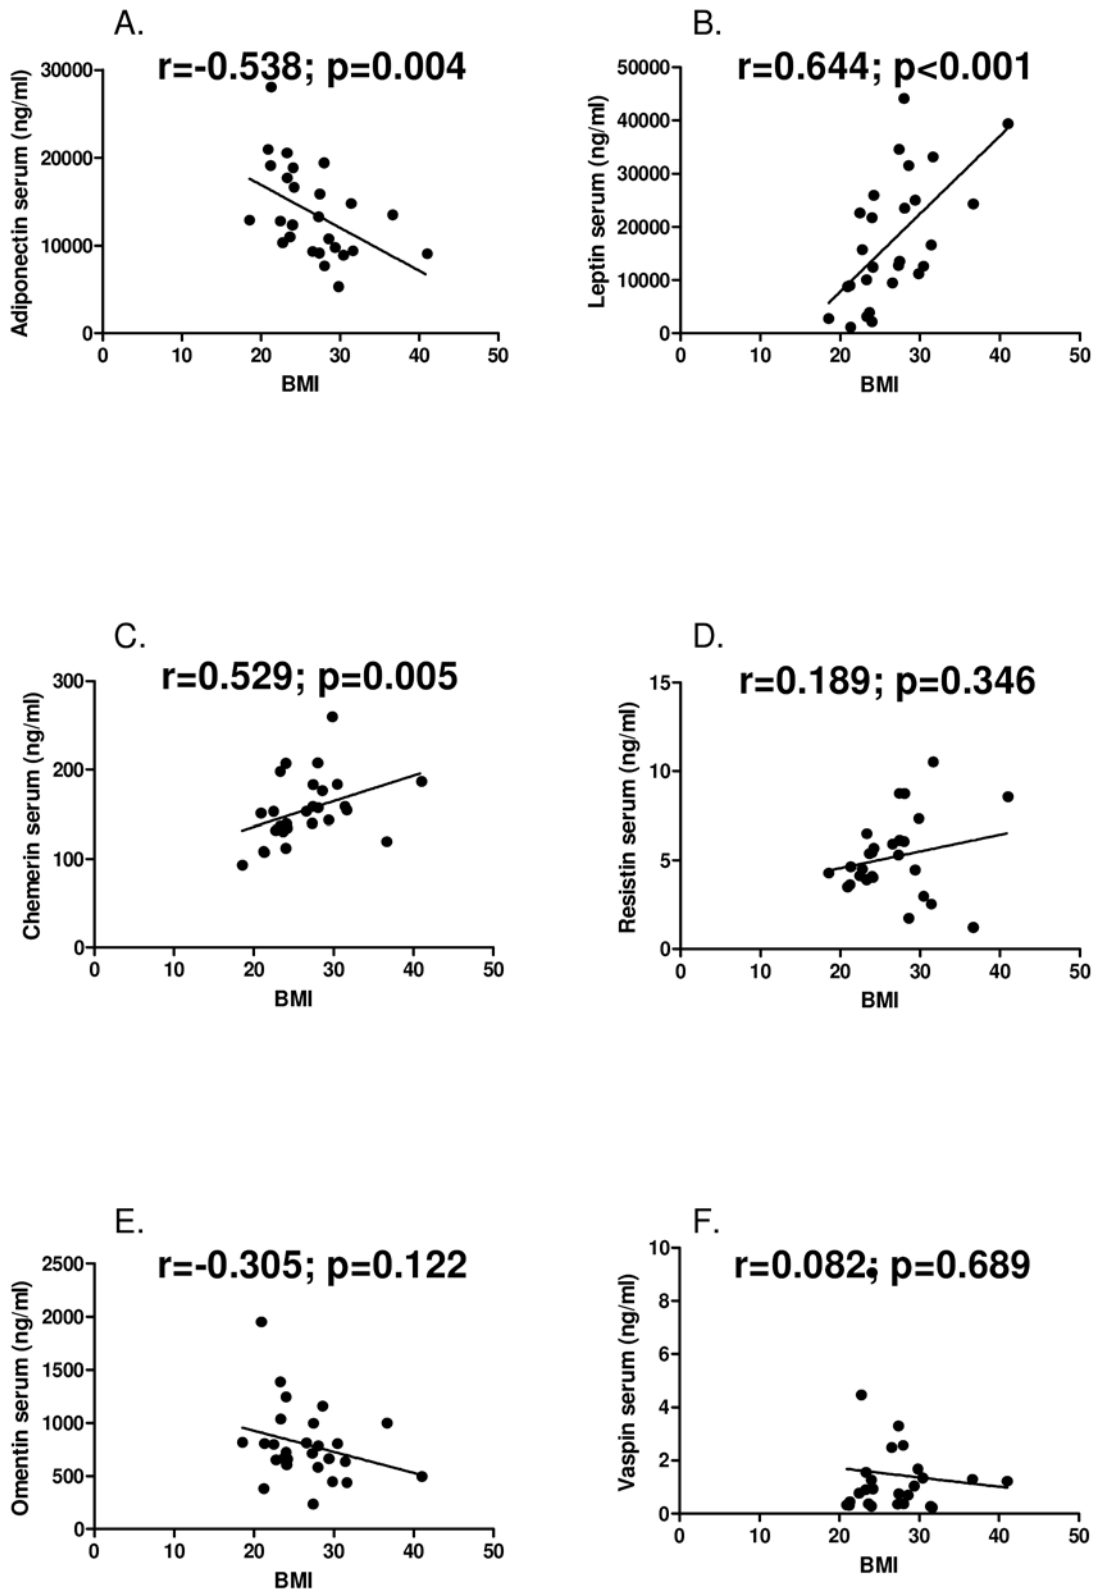 A.
r=-0.538; p=0.004
Adiponectin serum (ng/ml)
30000
20000
10000
0
0 10 20 30 40 50
BMI
B.
r=0.644; p<0.001
Leptin serum (ng/ml)
50000
40000
30000
20000
10000
0
0 10 20 30 40 50
BMI
C.
r=0.529; p=0.005
Chemerin serum (ng/ml)
300
200
100
0
0 10 20 30 40 50
BMI
D.
r=0.189; p=0.346
Resistin serum (ng/ml)
15
10
5
0
0 10 20 30 40 50
BMI
E.
r=-0.305; p=0.122
Omentin serum (ng/ml)
2500
2000
1500
1000
500
0
0 10 20 30 40 50
BMI
F.
r=0.082; p=0.689
Vaspin serum (ng/ml)
10
8
6
4
2
0
0 10 20 30 40 50
BMI